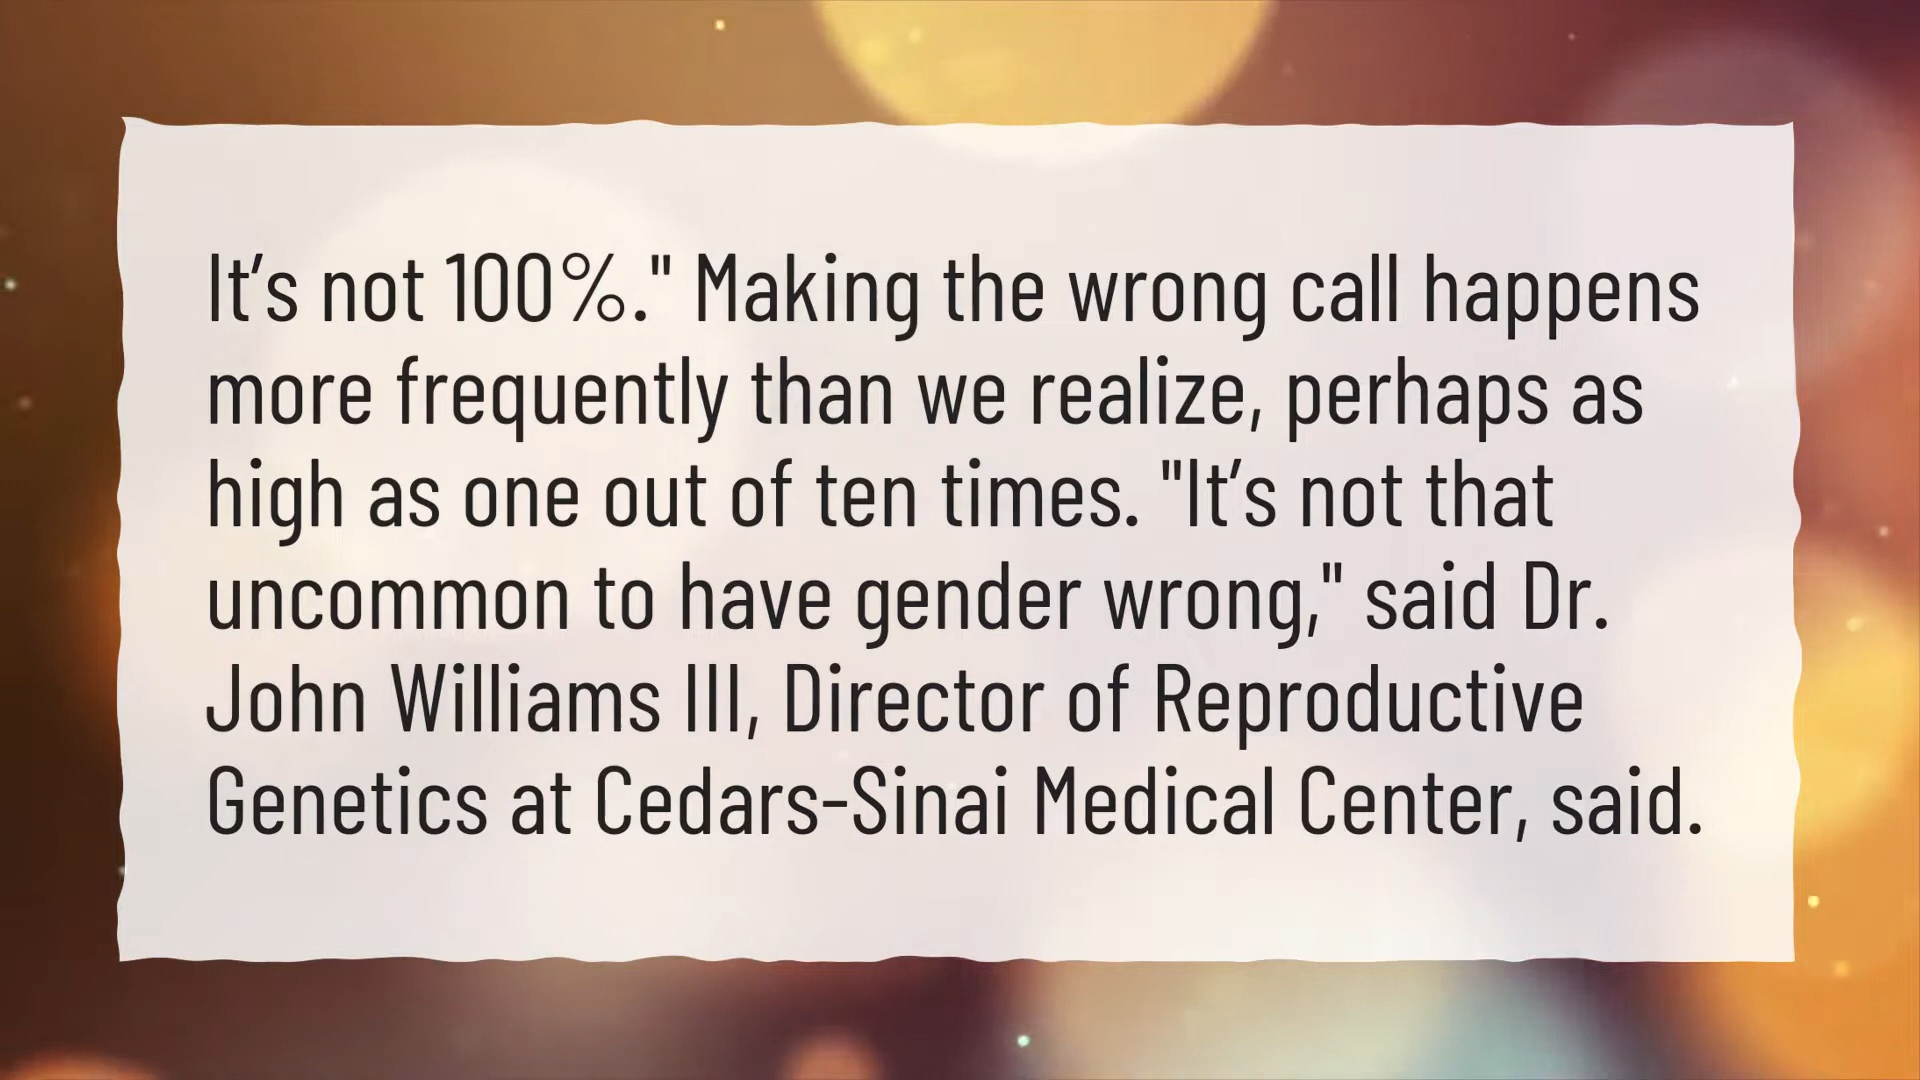 It’s not 100%." Making the wrong call happens
more frequently than we realize, perhaps as
high as one out of ten times. "It’s not that
uncommon to have gender wrong," said Dr.
John Williams III, Director of Reproductive
Genetics at Cedars-Sinai Medical Center, said.